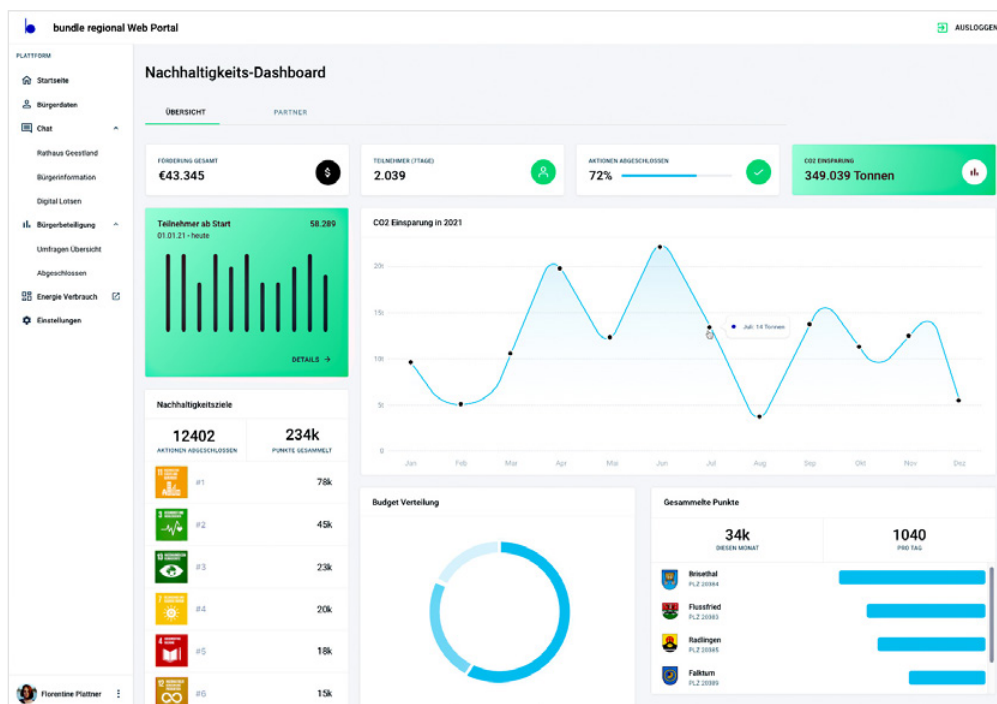 bundle regional Web Portal
AUSLOGGEN
PLATTFORM
Startseite
Bürgerdaten
Chat
Rathaus Geestland
Bürgerinformation
Digital Lotsen
Bürgerbeteiligung
Umfragen Übersicht
Abgeschlossen
Energie Verbrauch
Einstellungen
Florentine Plattner
Nachhaltigkeits-Dashboard
ÜBERSICHT PARTNER
FÖRDERUNG GESAMT
€43.345
$
TEILNEHMER (7TAGE)
2.039
AKTIONEN ABGESCHLOSSEN
72%
CO2 EINSPARUNG
349.039 Tonnen
Teilnehmer ab Start 58.289
01.01.21 - heute
DETAILS →
CO2 Einsparung in 2021
20t
15t
10t
5t
0
Juli: 14 Tonnen
Jan Feb Mar Apr Mai Jun Jul Aug Sep Okt Nov Dez
Nachhaltigkeitsziele
12402
AKTIONEN ABGESCHLOSSEN
234k
PUNKTE GESAMMELT
#1 78k
#2 45k
#3 23k
#4 20k
#5 18k
#6 15k
Budget Verteilung
Gesammelte Punkte
34k
DIESEN MONAT
1040
PRO TAG
Brisethal
PLZ 20984
Flussfried
PLZ 20983
Radlingen
PLZ 20985
Falkturn
PLZ 20989